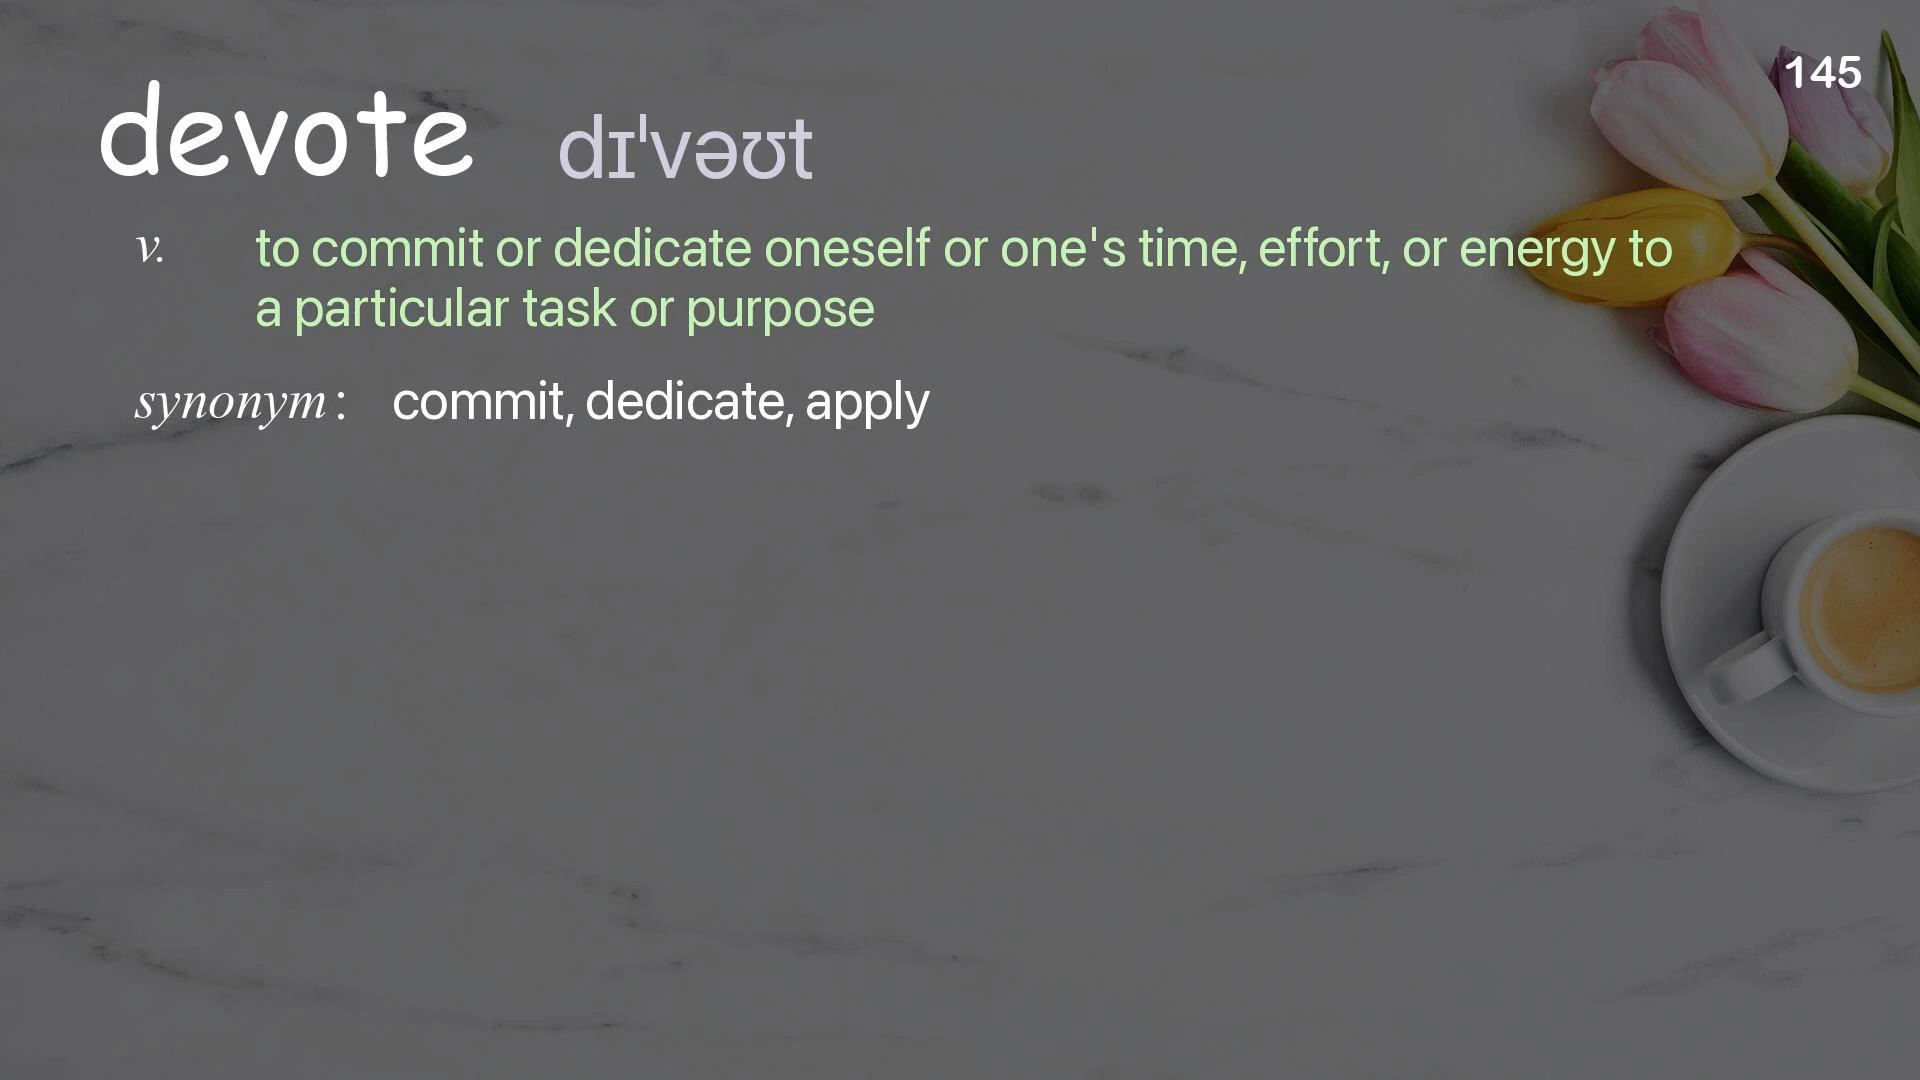 145
devote dɪˈvəʊt
v. to commit or dedicate oneself or one's time, effort, or energy to
a particular task or purpose
synonym: commit, dedicate, apply